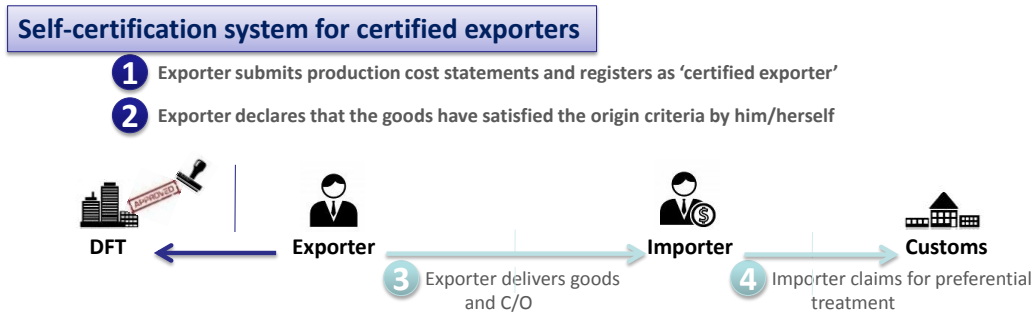 Self-certification system for certified exporters
1 Exporter submits production cost statements and registers as ‘certified exporter’
2 Exporter declares that the goods have satisfied the origin criteria by him/herself
APPROVED
$
DFT
Exporter
Importer
Customs
3 Exporter delivers goods
and C/O
4 Importer claims for preferential
treatment